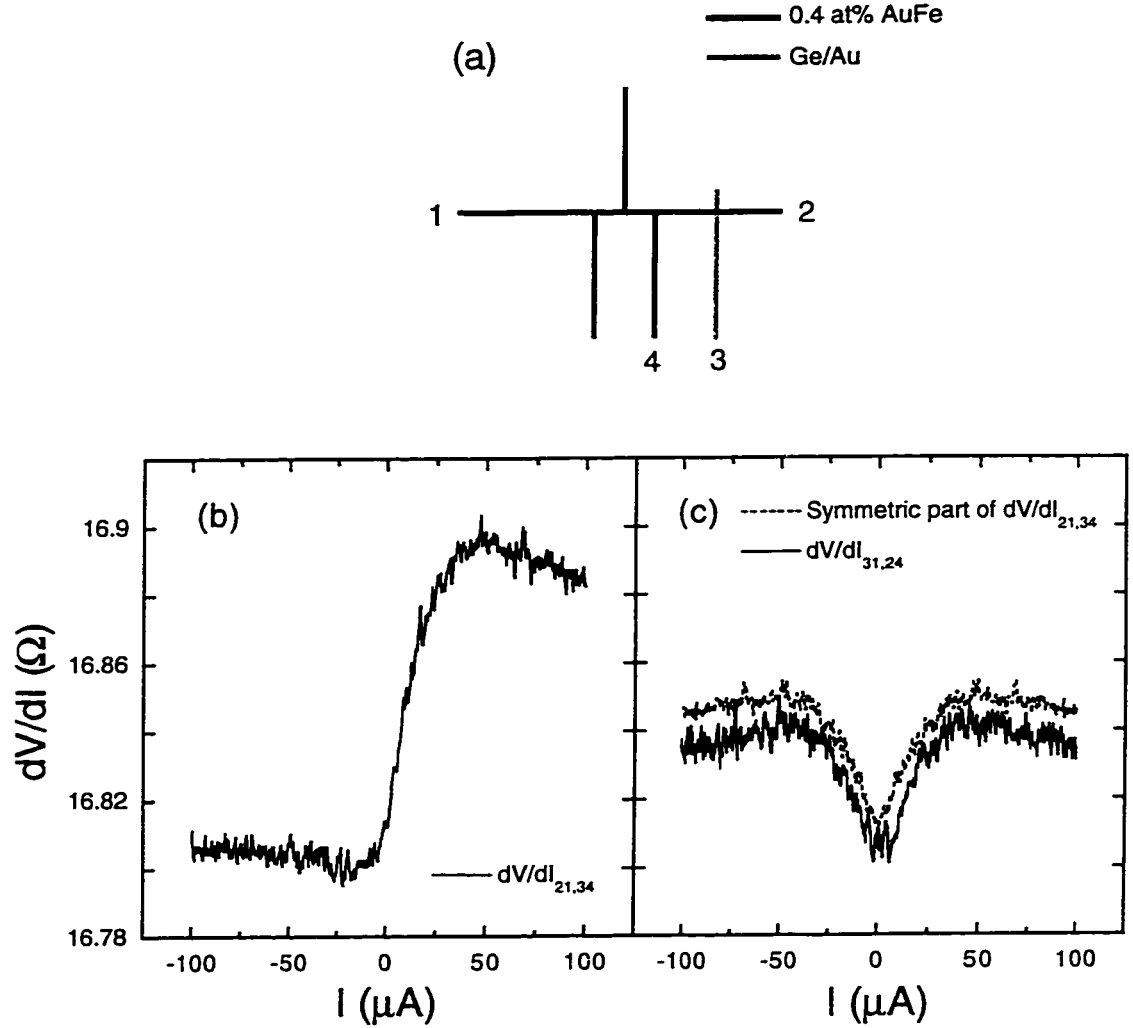 0.4 at% AuFe
(a)
Ge/Au
1
2
4
3
(b)
(c)
Symmetric part of dV/dI21,34
dV/dI31,24
dV/dI (Ω)
16.9
16.86
16.82
16.78
dV/dI21,34
-100
-50
0
50
100
-100
-50
0
50
100
I (μA)
I (μA)